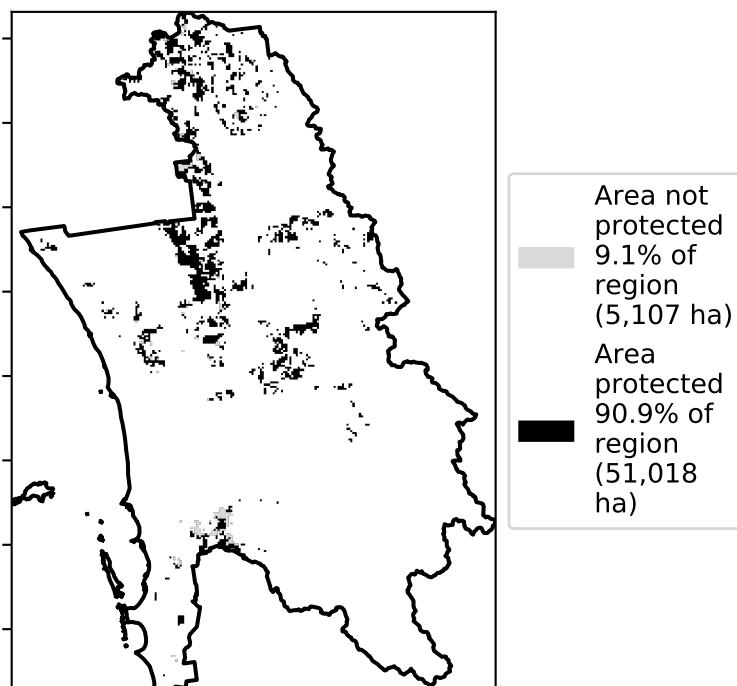 Area not
protected
9.1% of
region
(5,107 ha)
Area
protected
90.9% of
region
(51,018
ha)